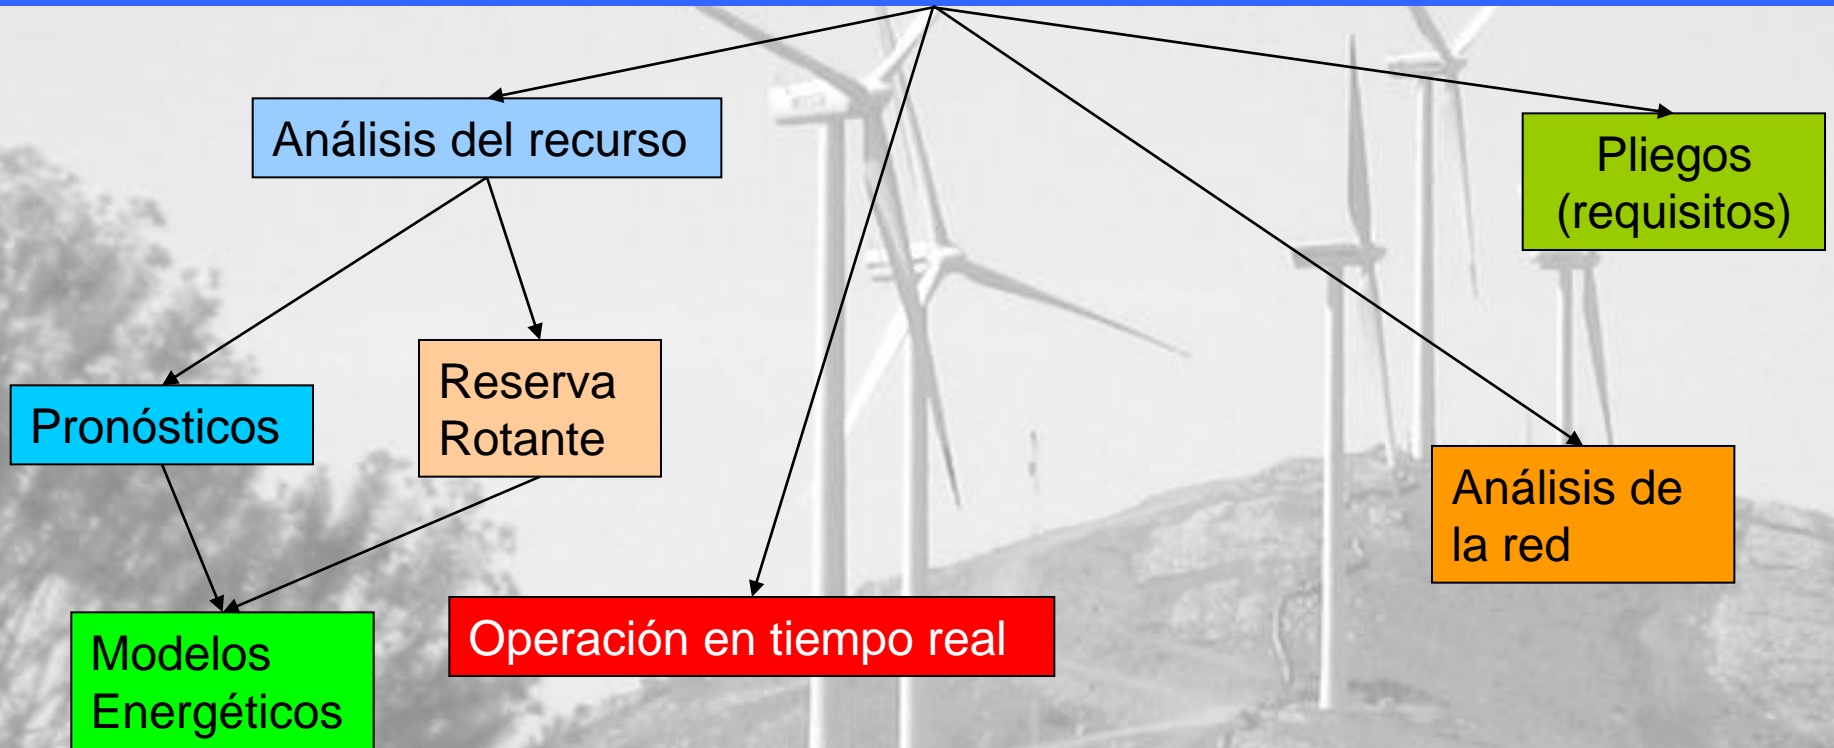 Análisis del recurso
Pliegos
(requisitos)
Reserva
Rotante
Pronósticos
Análisis de
la red
Operación en tiempo real
Modelos
Energéticos